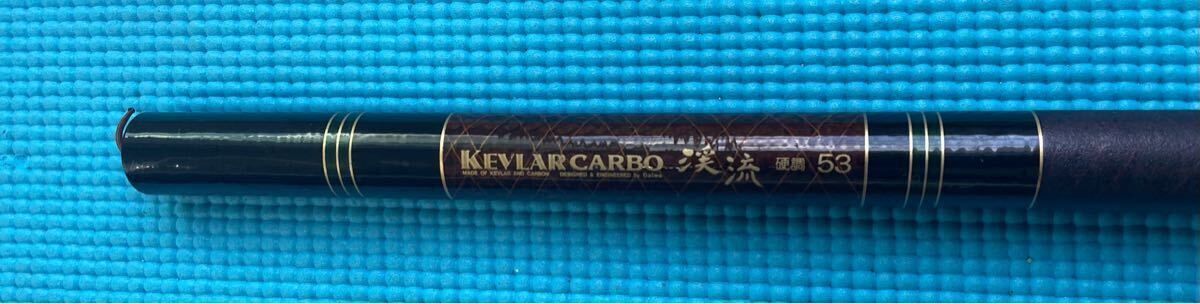 KEVLAR CARBO 渓流 硬調 53
MADE OF KEVLAR AND CARBON DESIGNED & ENGINEERED by Daiwa